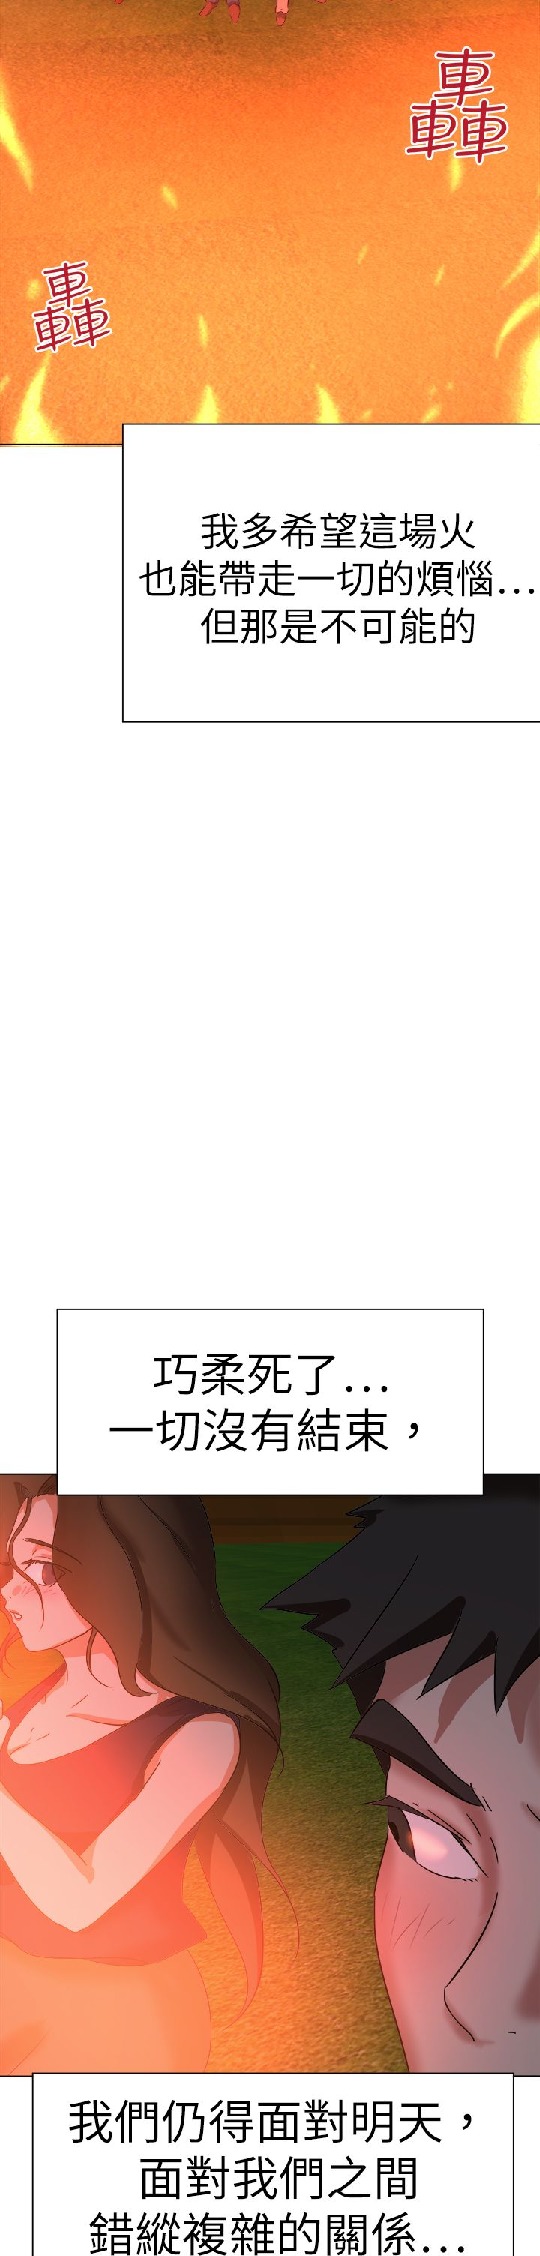 轟
轟
我多希望這場火
也能帶走一切的煩惱...
但那是不可能的
巧柔死了...
一切沒有結束，
我們仍得面對明天，
面對我們之間
錯縱複雜的關係...